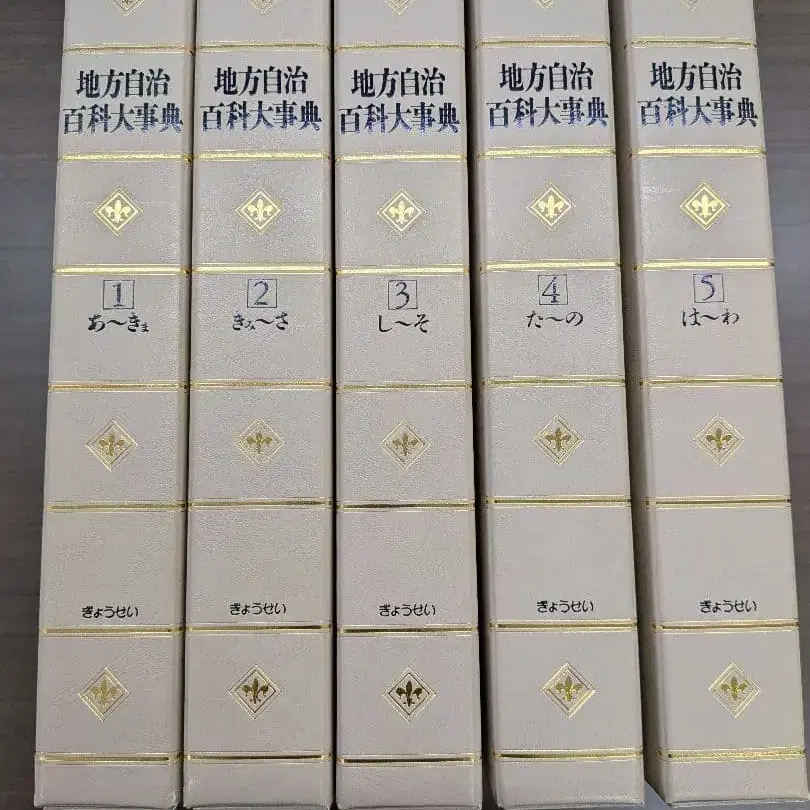 地方自治
百科大事典
1
あ〜きま
ぎょうせい
地方自治
百科大事典
2
きみ〜さ
ぎょうせい
地方自治
百科大事典
3
し〜そ
ぎょうせい
地方自治
百科大事典
4
た〜の
ぎょうせい
地方自治
百科大事典
5
は〜わ
ぎょうせい